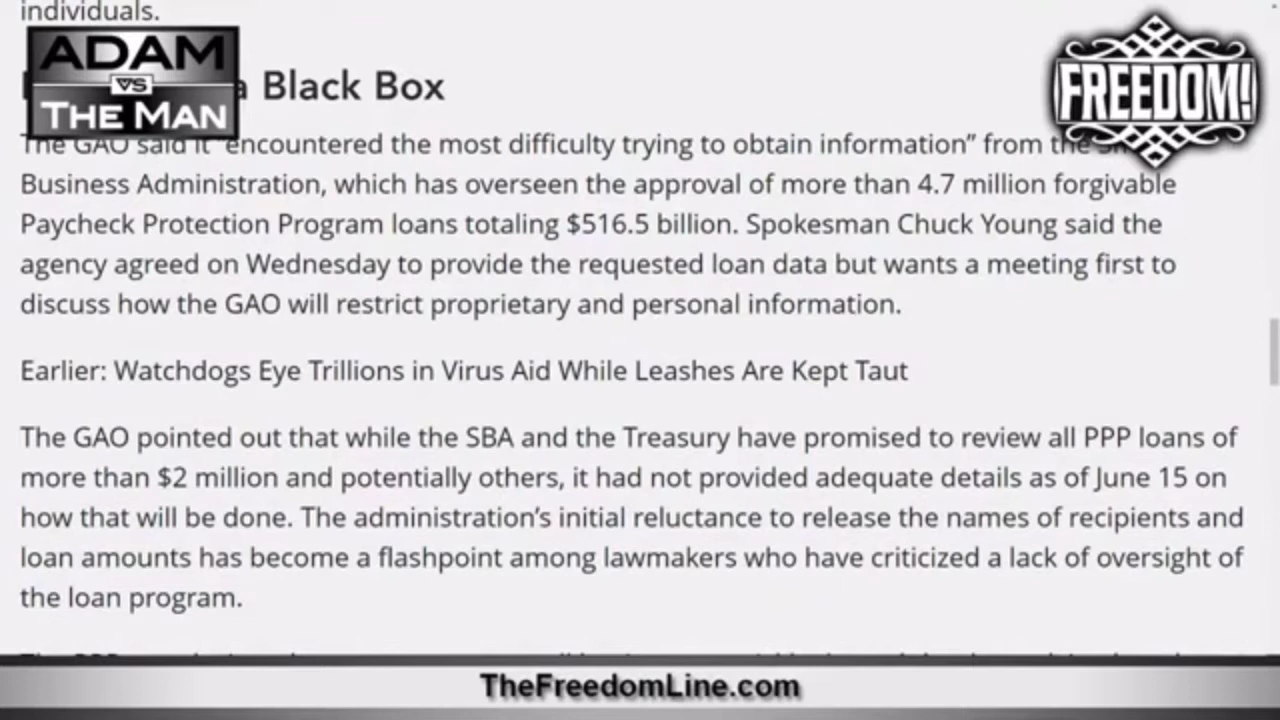 individuals.
ADAM
VS
THE MAN
a Black Box
FREEDOM!
The GAO said it "encountered the most difficulty trying to obtain information” from the
Business Administration, which has overseen the approval of more than 4.7 million forgivable
Paycheck Protection Program loans totaling $516.5 billion. Spokesman Chuck Young said the
agency agreed on Wednesday to provide the requested loan data but wants a meeting first to
discuss how the GAO will restrict proprietary and personal information.
Earlier: Watchdogs Eye Trillions in Virus Aid While Leashes Are Kept Taut
The GAO pointed out that while the SBA and the Treasury have promised to review all PPP loans of
more than $2 million and potentially others, it had not provided adequate details as of June 15 on
how that will be done. The administration’s initial reluctance to release the names of recipients and
loan amounts has become a flashpoint among lawmakers who have criticized a lack of oversight of
the loan program.
TheFreedomLine.com